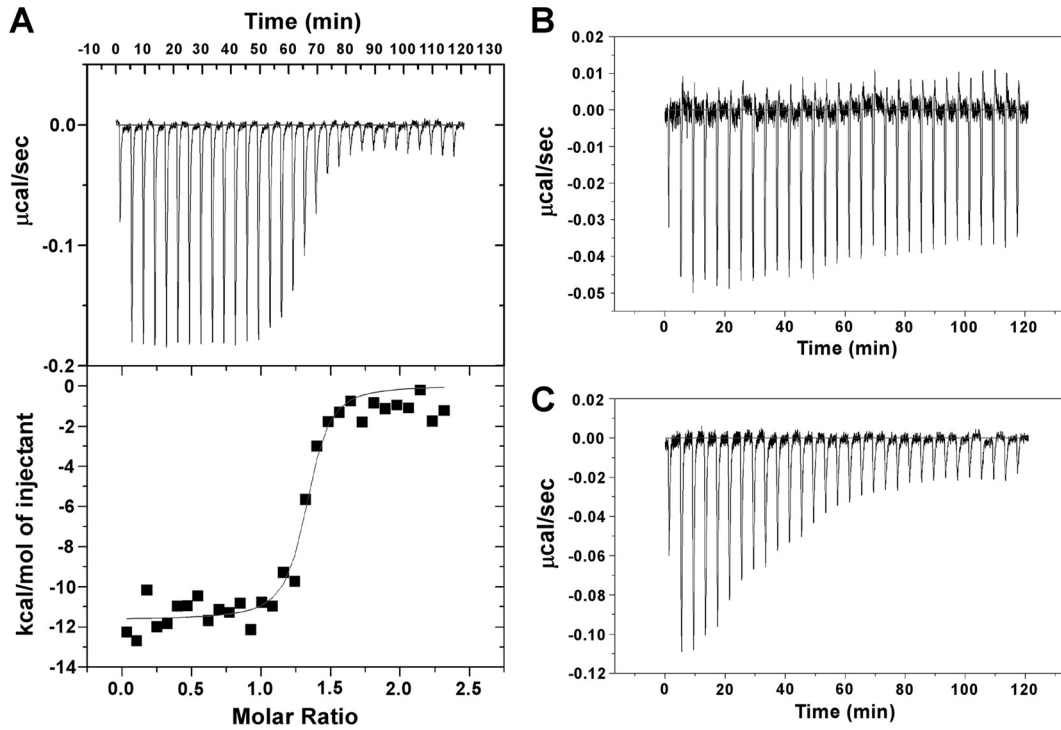 A
Time (min)
-10 0 10 20 30 40 50 60 70 80 90 100 110 120 130
0.0
-0.1
-0.2
µcal/sec
0
-2
-4
-6
-8
-10
-12
-14
kcal/mol of injectant
0.0 0.5 1.0 1.5 2.0 2.5
Molar Ratio
B
0.02
0.01
0.00
-0.01
-0.02
-0.03
-0.04
-0.05
µcal/sec
0 20 40 60 80 100 120
Time (min)
C
0.02
0.00
-0.02
-0.04
-0.06
-0.08
-0.10
-0.12
µcal/sec
0 20 40 60 80 100 120
Time (min)